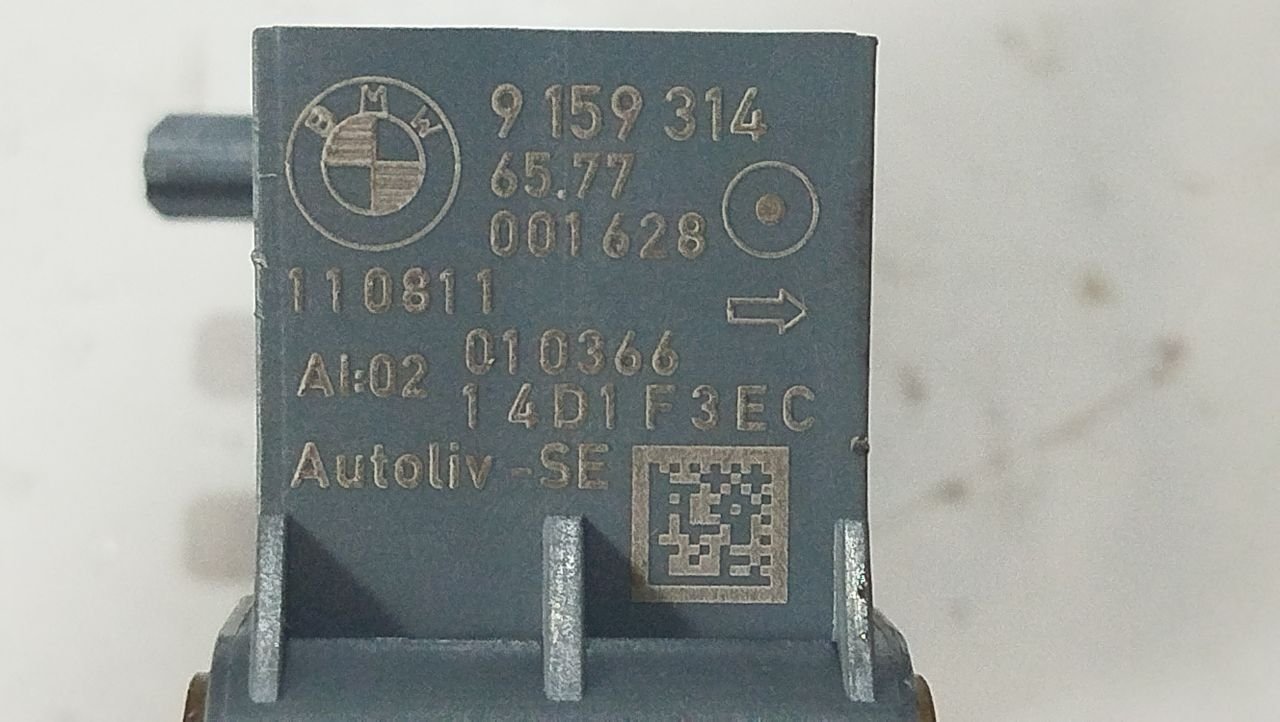 BMW
9 159 314
65.77
001628
110811
AI:02
010366
14D1F3EC
Autoliv-SE